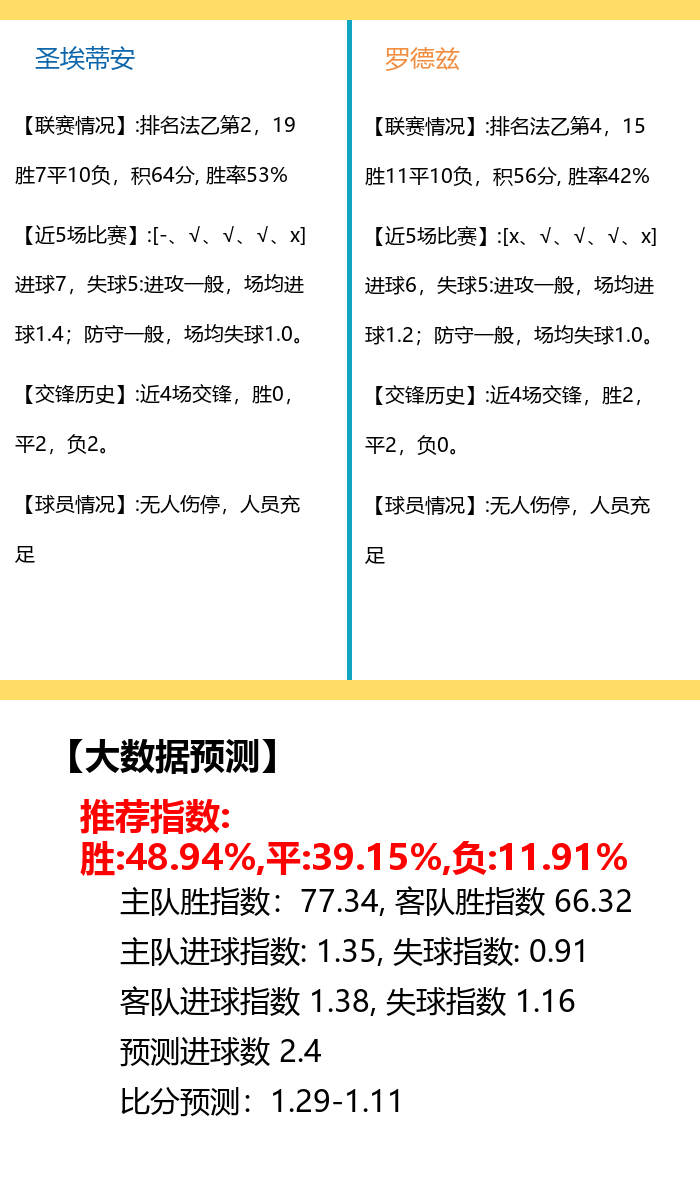 圣埃蒂安
【联赛情况】:排名法乙第2，19
胜7平10负，积64分, 胜率53%
【近5场比赛】:[-、√、√、√、x]
进球7，失球5:进攻一般，场均进
球1.4；防守一般，场均失球1.0。
【交锋历史】:近4场交锋，胜0，
平2，负2。
【球员情况】:无人伤停，人员充
足
罗德兹
【联赛情况】:排名法乙第4，15
胜11平10负，积56分, 胜率42%
【近5场比赛】:[x、√、√、√、x]
进球6，失球5:进攻一般，场均进
球1.2；防守一般，场均失球1.0。
【交锋历史】:近4场交锋，胜2，
平2，负0。
【球员情况】:无人伤停，人员充
足
【大数据预测】
推荐指数:
胜:48.94%,平:39.15%,负:11.91%
主队胜指数：77.34, 客队胜指数 66.32
主队进球指数: 1.35, 失球指数: 0.91
客队进球指数 1.38, 失球指数 1.16
预测进球数 2.4
比分预测：1.29-1.11